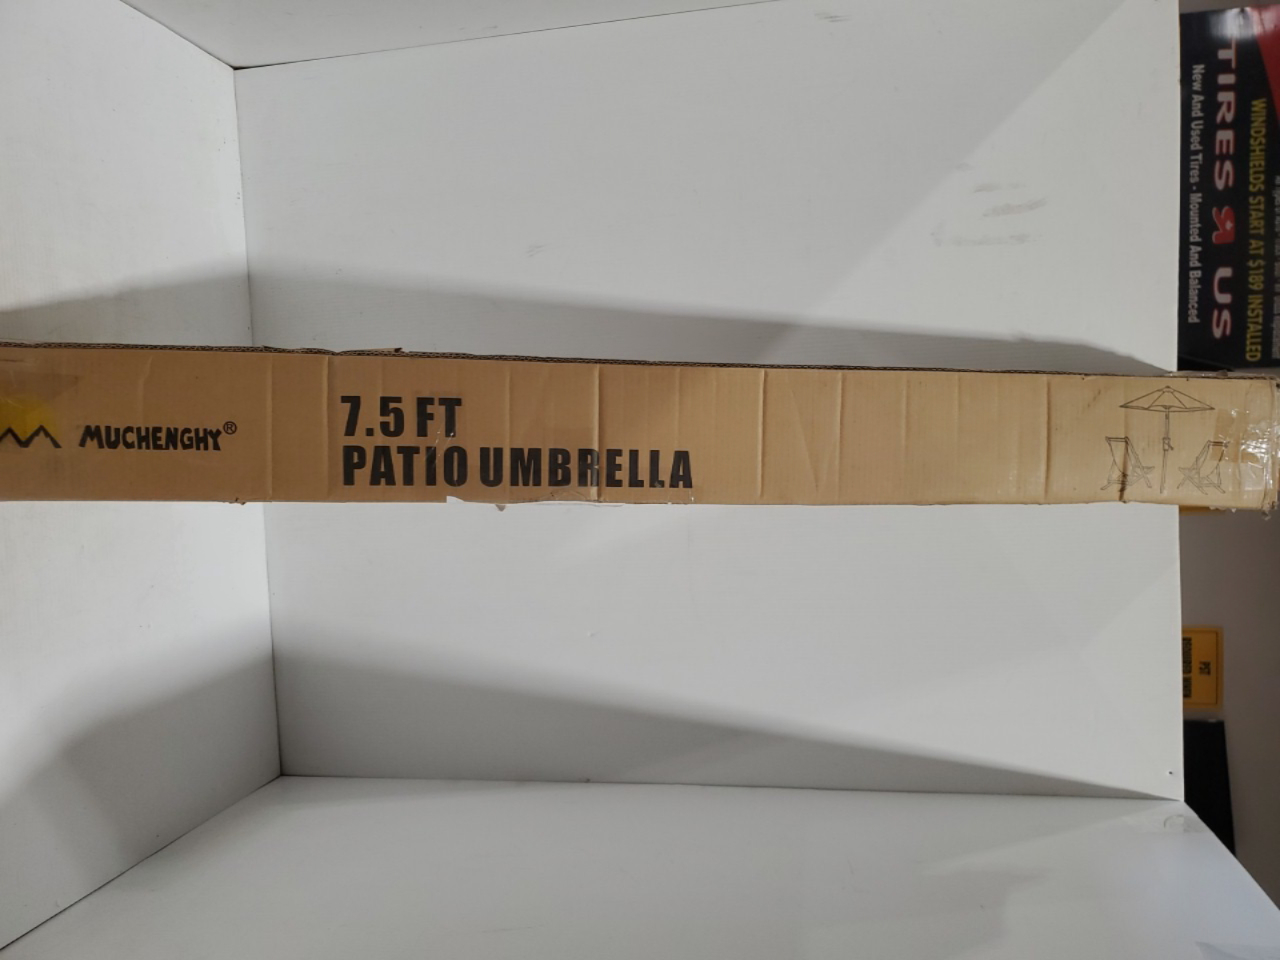 MUCHENGHY®
7.5 FT
PATIO UMBRELLA
WINDSHIELDS START AT $189 INSTALLED
TIRES R US
New And Used Tires - Mounted And Balanced